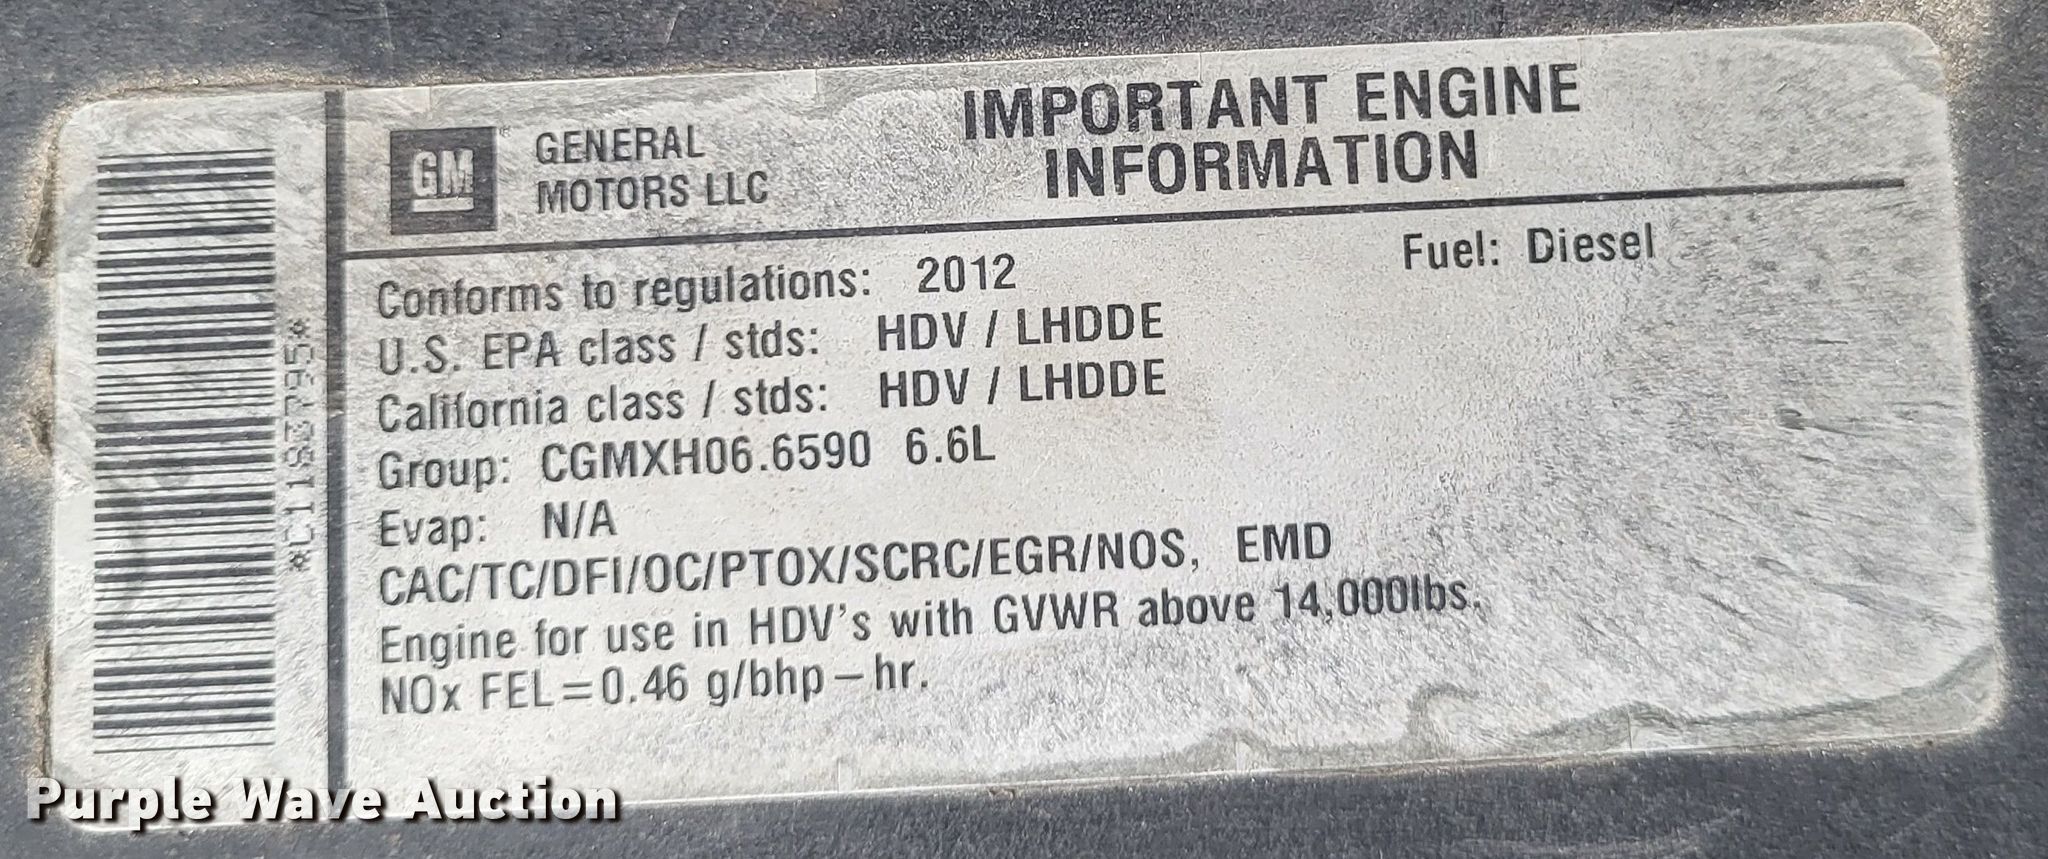 GM
GENERAL
MOTORS LLC
IMPORTANT ENGINE
INFORMATION
Conforms to regulations: 2012 Fuel: Diesel
U.S. EPA class / stds: HDV / LHDDE
California class / stds: HDV / LHDDE
Group: CGMXH06.6590 6.6L
Evap: N/A
CAC/TC/DFI/OC/PTOX/SCRC/EGR/NOS, EMD
Engine for use in HDV's with GVWR above 14,000lbs.
NOx FEL=0.46 g/bhp-hr.
*C11837795*
Purple Wave Auction